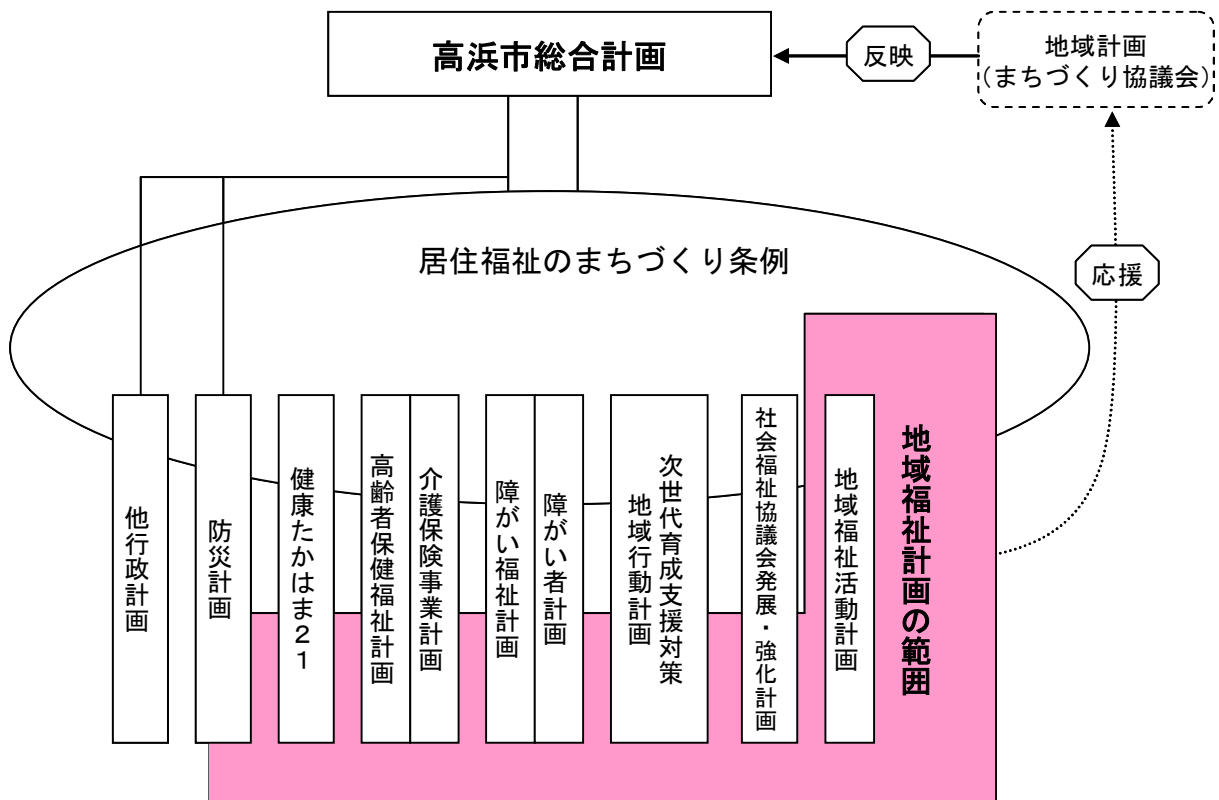 高浜市総合計画
反映
地域計画
(まちづくり協議会)
居住福祉のまちづくり条例
応援
他行政計画
防災計画
健康たかはま21
高齢者保健福祉計画
介護保険事業計画
障がい福祉計画
障がい者計画
次世代育成支援対策
地域行動計画
社会福祉協議会発展・強化計画
地域福祉活動計画
地域福祉計画の範囲